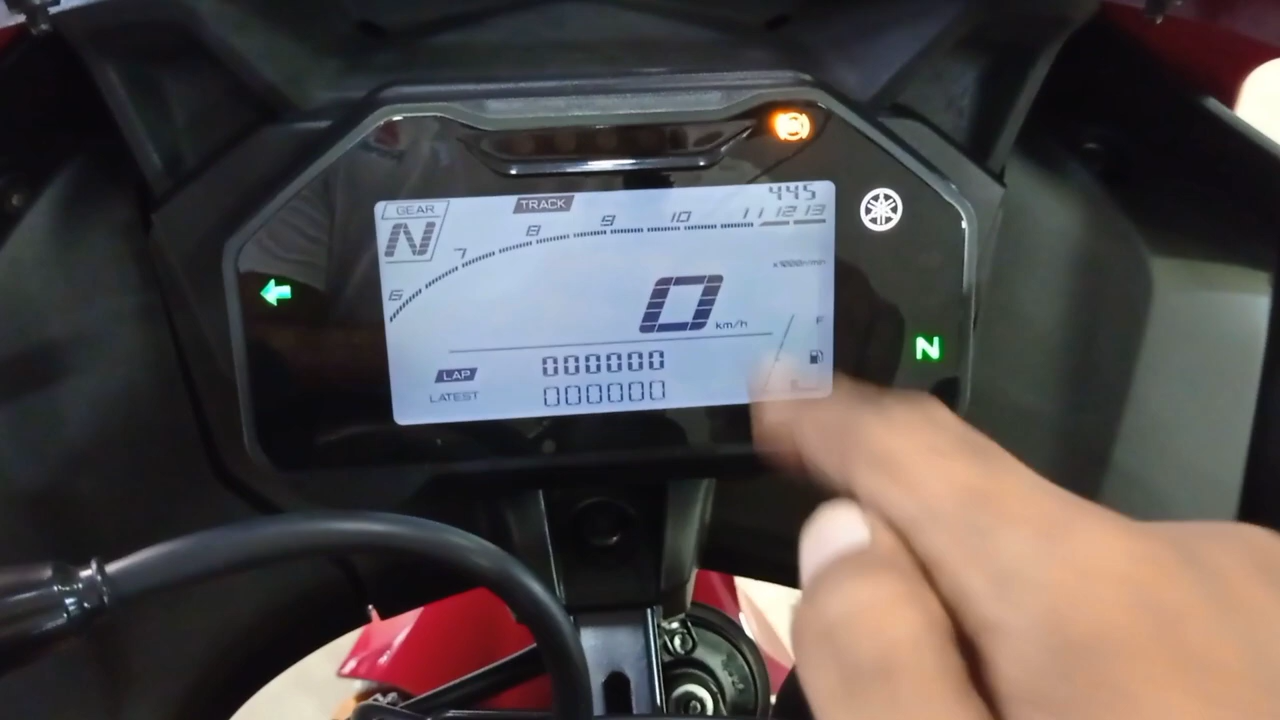 445
GEAR
N
TRACK
6 7 8 9 10 11 12 13
x1000r/min
0 km/h
F
N
LAP
000000
LATEST
000000